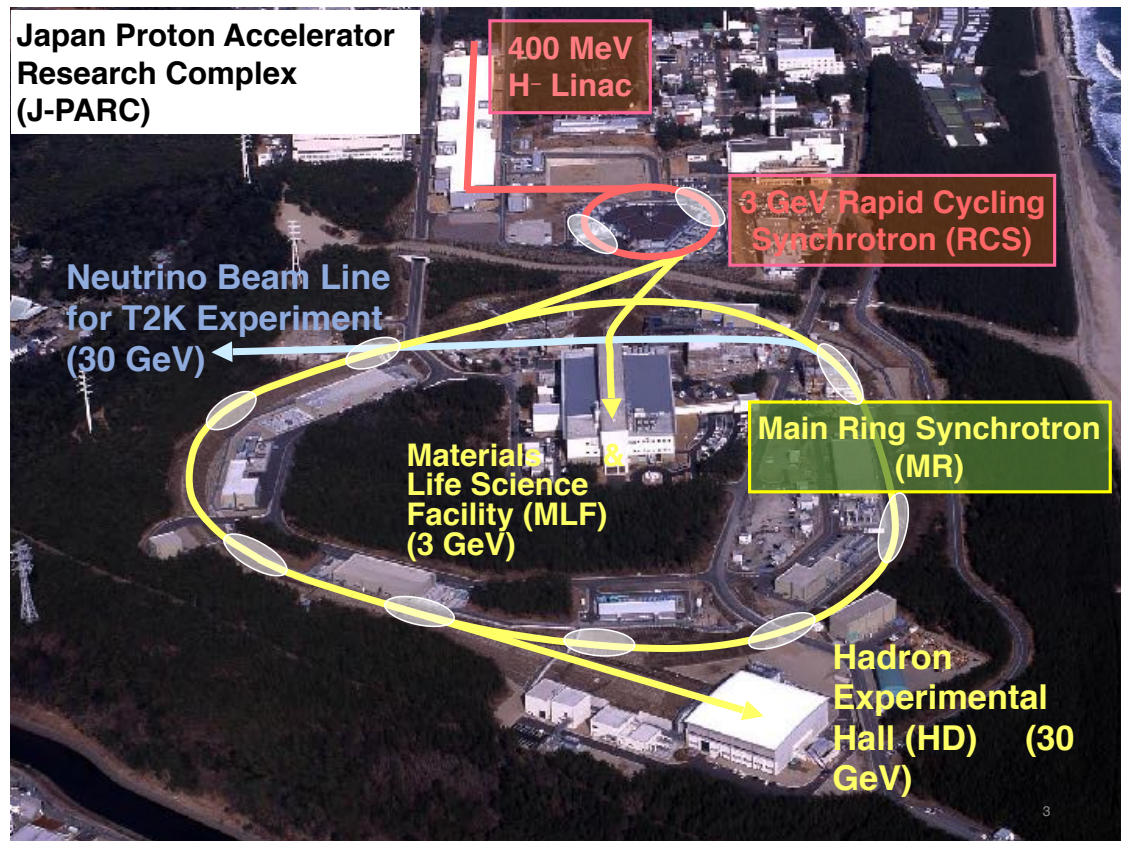 Japan Proton Accelerator
Research Complex
(J-PARC)
400 MeV
H⁻ Linac
3 GeV Rapid Cycling
Synchrotron (RCS)
Neutrino Beam Line
for T2K Experiment
(30 GeV)
Main Ring Synchrotron
(MR)
Materials &
Life Science
Facility (MLF)
(3 GeV)
Hadron
Experimental
Hall (HD) (30
GeV)
3